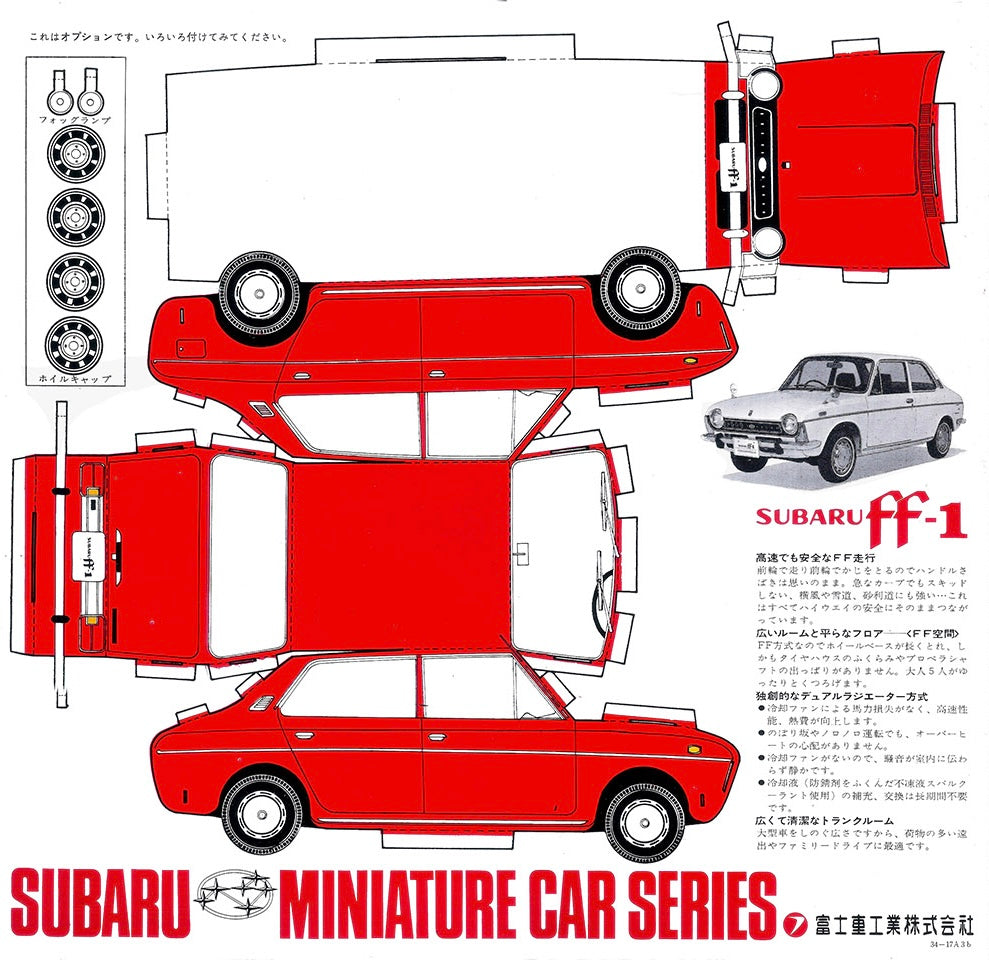 これはオプションです。いろいろ付けてみてください。
フォッグランプ
ホイルキャップ
SUBARU
ff-1
SUBARU
ff-1
SUBARU ff-1
高速でも安全なFF走行
前輪で走り前輪でかじをとるのでハンドルさ
ばきは思いのまま。急なカーブでもスキッド
しない、横風や雪道、砂利道にも強い…これ
はすべてハイウエイの安全にそのままつなが
っています。
広いルームと平らなフロア──〈FF空間〉
FF方式なのでホイールベースが長くとれ、し
かもタイヤハウスのふくらみやプロペラシャ
フトの出っぱりがありません。大人5人がゆ
ったりとくつろげます。
独創的なデュアルラジエーター方式
●冷却ファンによる馬力損失がなく、高速性
能、熱費が向上します。
●のぼり坂やノロノロ運転でも、オーバーヒ
ートの心配がありません。
●冷却ファンがないので、騒音が室内に伝わ
らず静かです。
●冷却液（防錆剤をふくんだ不凍液スバルク
ーラント使用）の補充、交換は長期間不要
です。
広くて清潔なトランクルーム
大型車をしのぐ広さですから、荷物の多い遠
出やファミリードライブに最適です。
SUBARU MINIATURE CAR SERIES
富士重工業株式会社
34-17A3b